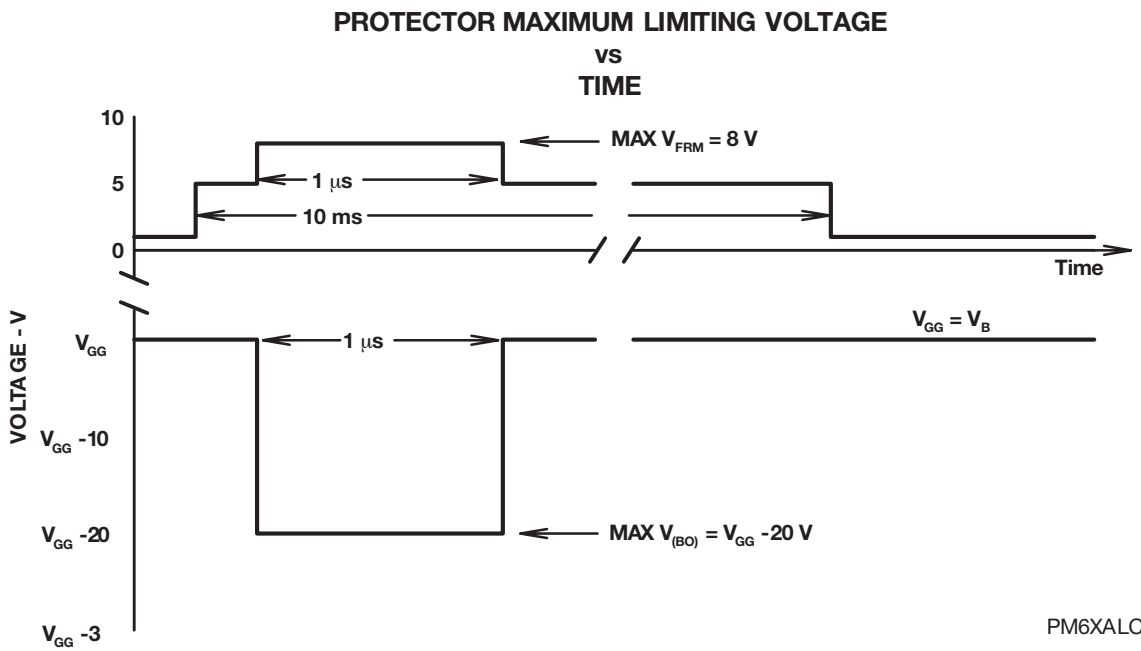 PROTECTOR MAXIMUM LIMITING VOLTAGE
vs
TIME
10
MAX V_FRM = 8 V
5
1 μs
10 ms
0
Time
VOLTAGE - V
V_GG = V_B
V_GG
1 μs
V_GG -10
V_GG -20
MAX V_(BO) = V_GG -20 V
V_GG -3
PM6XALC